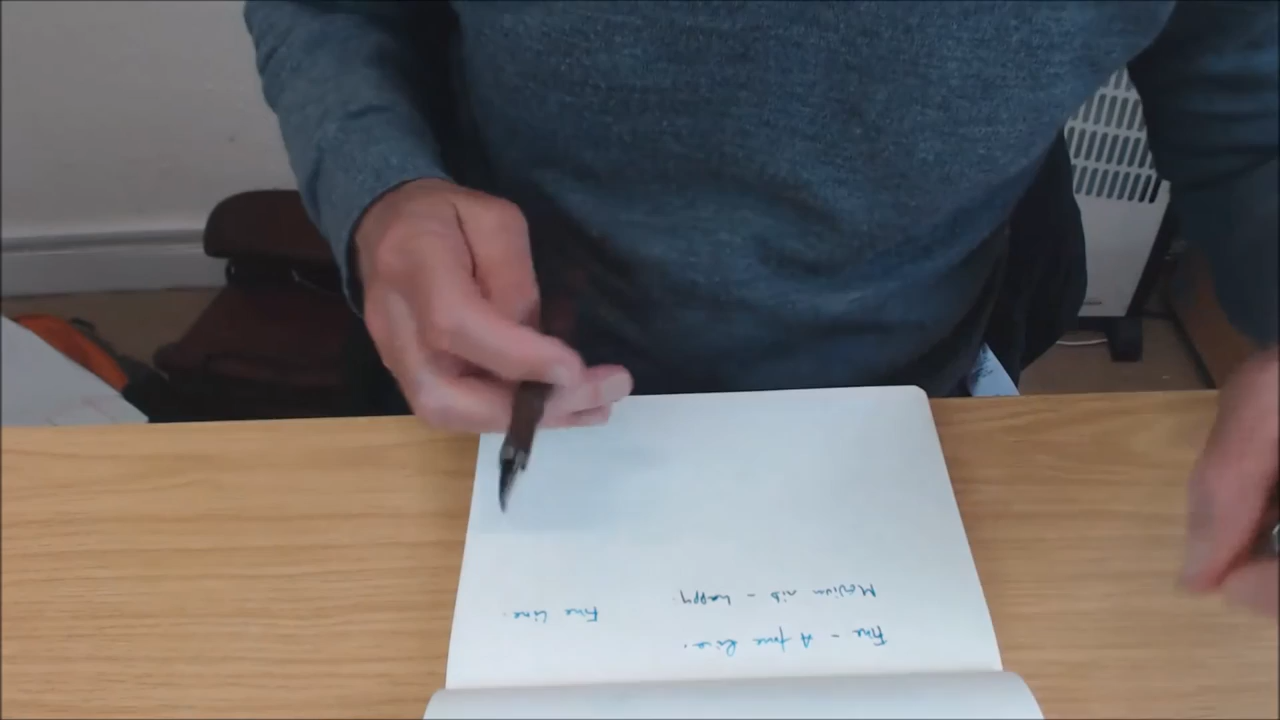 Fine - A fine line.
Fine line.
Medium nib - happy.